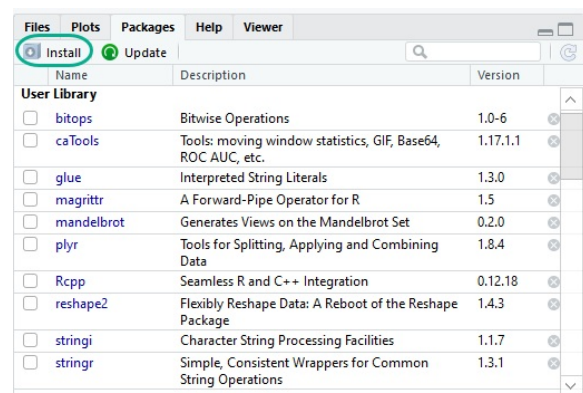 Files Plots Packages Help Viewer
Install Update
Name Description Version
User Library
bitops Bitwise Operations 1.0-6
caTools Tools: moving window statistics, GIF, Base64, 1.17.1.1
ROC AUC, etc.
glue Interpreted String Literals 1.3.0
magrittr A Forward-Pipe Operator for R 1.5
mandelbrot Generates Views on the Mandelbrot Set 0.2.0
plyr Tools for Splitting, Applying and Combining 1.8.4
Data
Rcpp Seamless R and C++ Integration 0.12.18
reshape2 Flexibly Reshape Data: A Reboot of the Reshape 1.4.3
Package
stringi Character String Processing Facilities 1.1.7
stringr Simple, Consistent Wrappers for Common 1.3.1
String Operations